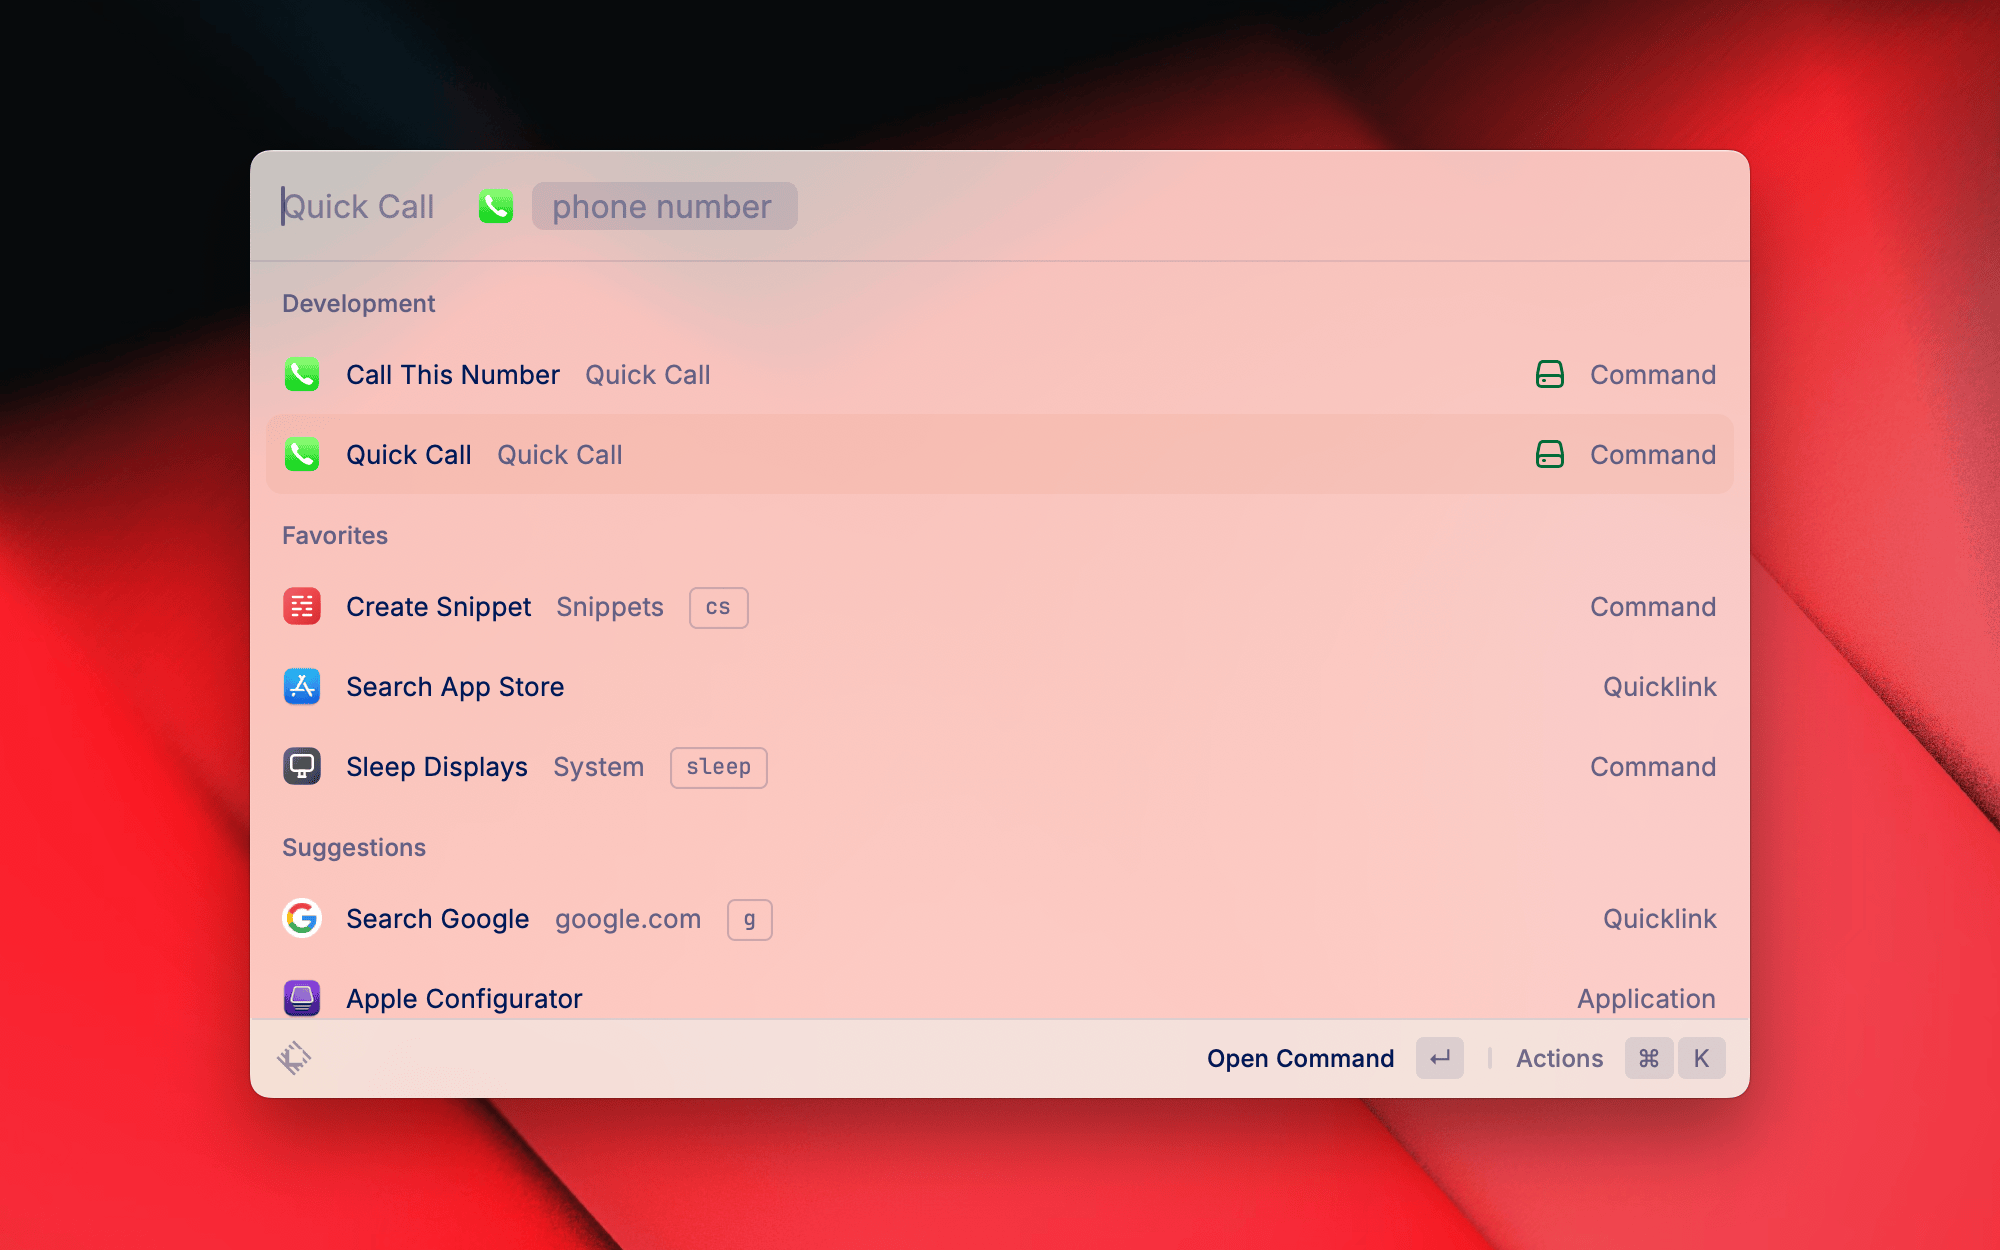 Quick Call phone number
Development
Call This Number Quick Call Command
Quick Call Quick Call Command
Favorites
Create Snippet Snippets cs Command
Search App Store Quicklink
Sleep Displays System sleep Command
Suggestions
Search Google google.com g Quicklink
Apple Configurator Application
Open Command ↵ Actions ⌘ K